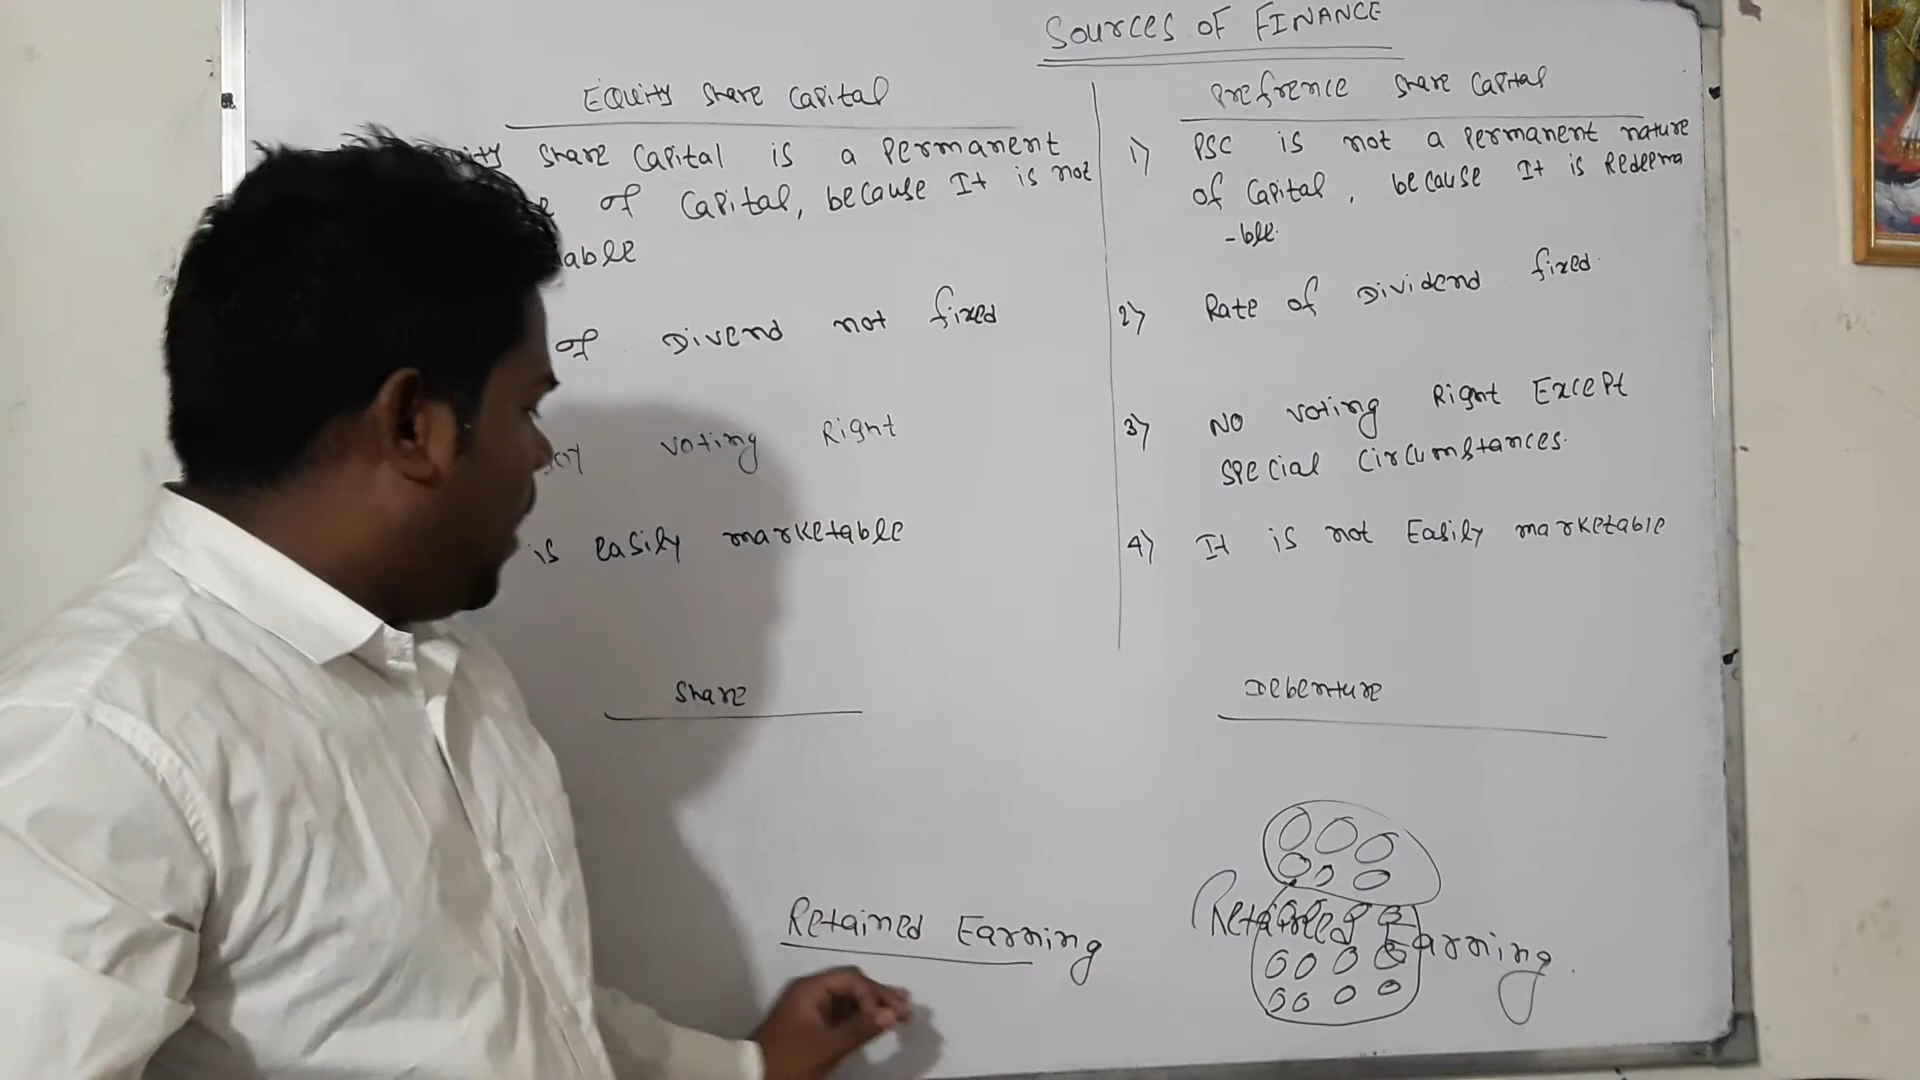 Sources OF FINANCE
Equity Share Capital
Share Capital is a Permanent
of Capital, because It is not
able
of Divend not fixed
voting Right
is easily marketable
Prefrence Share Capital
1) PSC is not a Permanent nature
of Capital, because It is Redeema
-ble.
2) Rate of Dividend fixed.
3) NO voting Right Except
Special Circumstances.
4) It is not Easily marketable
Share
Debenture
Retained Earning
Retained Earning.